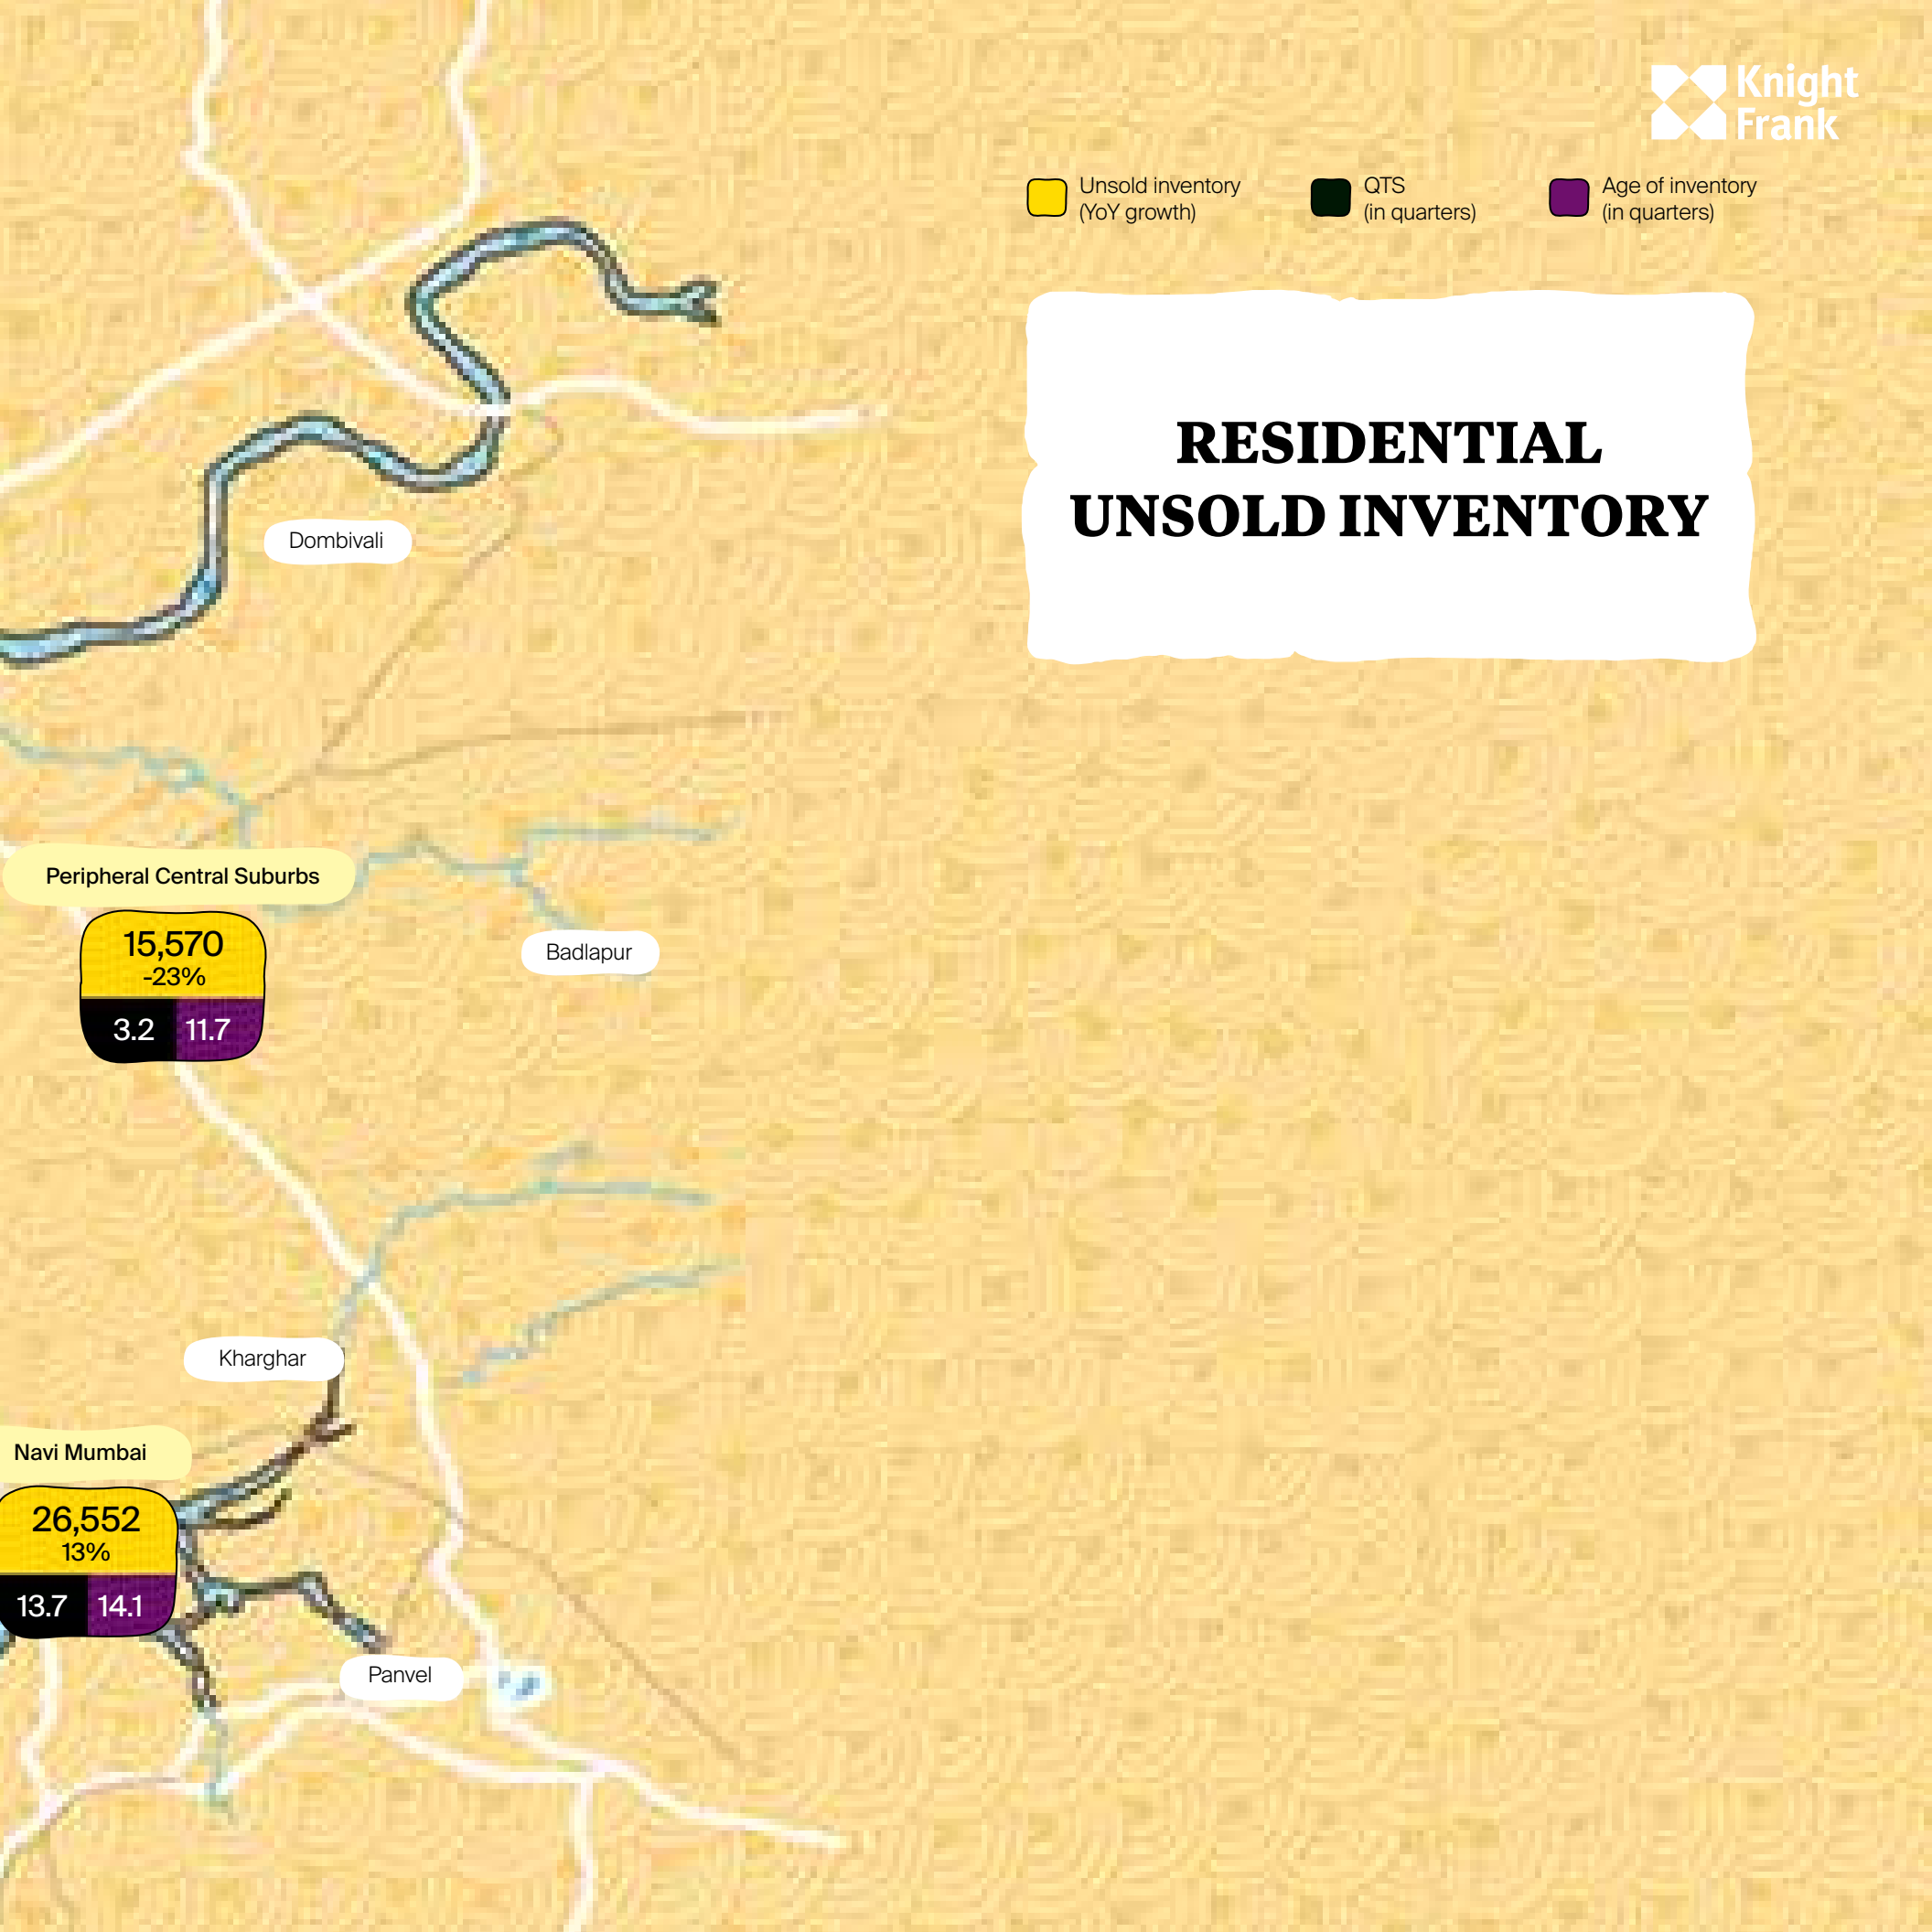 Knight
Frank
Unsold inventory
(YoY growth)
QTS
(in quarters)
Age of inventory
(in quarters)
RESIDENTIAL
UNSOLD INVENTORY
Dombivali
Peripheral Central Suburbs
15,570
-23%
3.2 11.7
Badlapur
Kharghar
Navi Mumbai
26,552
13%
13.7 14.1
Panvel